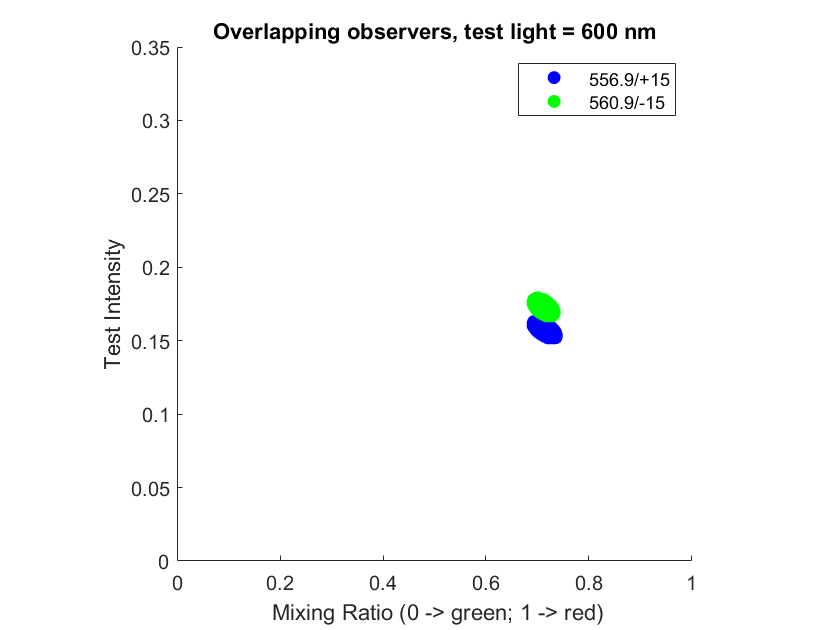 Overlapping observers, test light = 600 nm
0.35
0.3
0.25
0.2
0.15
0.1
0.05
0
Test Intensity
556.9/+15
560.9/-15
0 0.2 0.4 0.6 0.8 1
Mixing Ratio (0 -> green; 1 -> red)